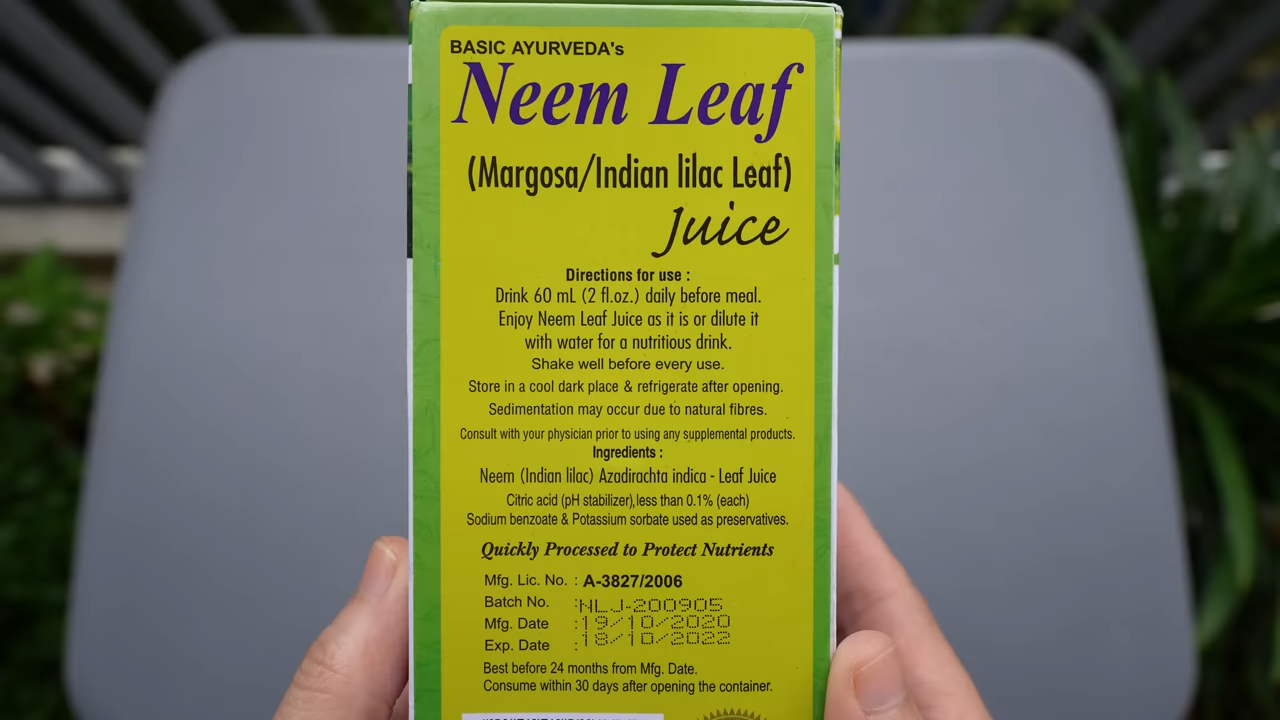 BASIC AYURVEDA's
Neem Leaf
(Margosa/Indian lilac Leaf)
Juice
Directions for use :
Drink 60 mL (2 fl.oz.) daily before meal.
Enjoy Neem Leaf Juice as it is or dilute it
with water for a nutritious drink.
Shake well before every use.
Store in a cool dark place & refrigerate after opening.
Sedimentation may occur due to natural fibres.
Consult with your physician prior to using any supplemental products.
Ingredients :
Neem (Indian lilac) Azadirachta indica - Leaf Juice
Citric acid (pH stabilizer),less than 0.1% (each)
Sodium benzoate & Potassium sorbate used as preservatives.
Quickly Processed to Protect Nutrients
Mfg. Lic. No. : A-3827/2006
Batch No. :NLJ-200905
Mfg. Date :19/10/2020
Exp. Date :18/10/2022
Best before 24 months from Mfg. Date.
Consume within 30 days after opening the container.